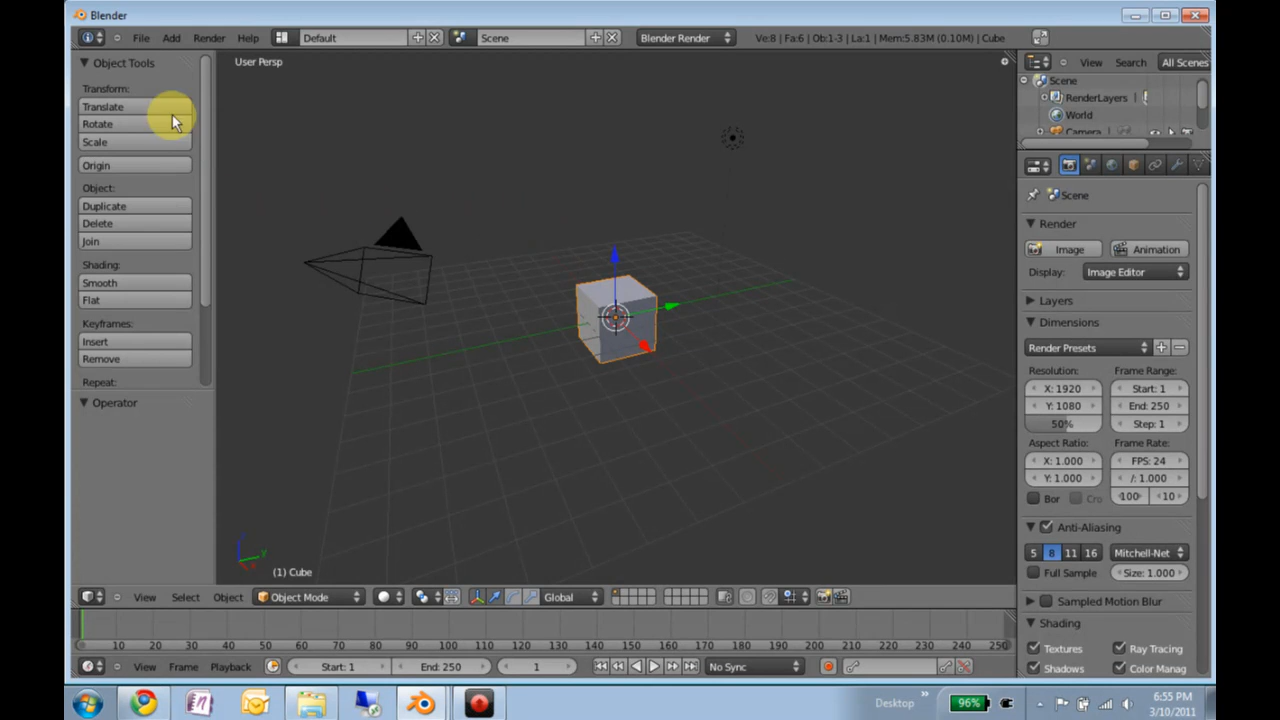 Blender
File Add Render Help Default Scene Blender Render Ve:8 | Fa:6 | Ob:1-3 | La:1 | Mem:5.83M (0.10M) | Cube
Object Tools
Transform:
Translate
Rotate
Scale
Origin
Object:
Duplicate
Delete
Join
Shading:
Smooth
Flat
Keyframes:
Insert
Remove
Repeat:
Operator
User Persp
(1) Cube
View Select Object Object Mode Global
10 20 30 40 50 60 70 80 90 100 110 120 130 140 150 160 170 180 190 200 210 220 230 240 250
View Frame Playback Start: 1 End: 250 1 No Sync
View Search All Scenes
Scene
RenderLayers |
World
Camera
Scene
Render
Image Animation
Display: Image Editor
Layers
Dimensions
Render Presets
Resolution: Frame Range:
X: 1920 Start: 1
Y: 1080 End: 250
50% Step: 1
Aspect Ratio: Frame Rate:
X: 1.000 FPS: 24
Y: 1.000 /: 1.000
Bor Cro 100 10
Anti-Aliasing
5 8 11 16 Mitchell-Net
Full Sample Size: 1.000
Sampled Motion Blur
Shading
Textures Ray Tracing
Shadows Color Manag
Desktop » 96% 6:55 PM
3/10/2011